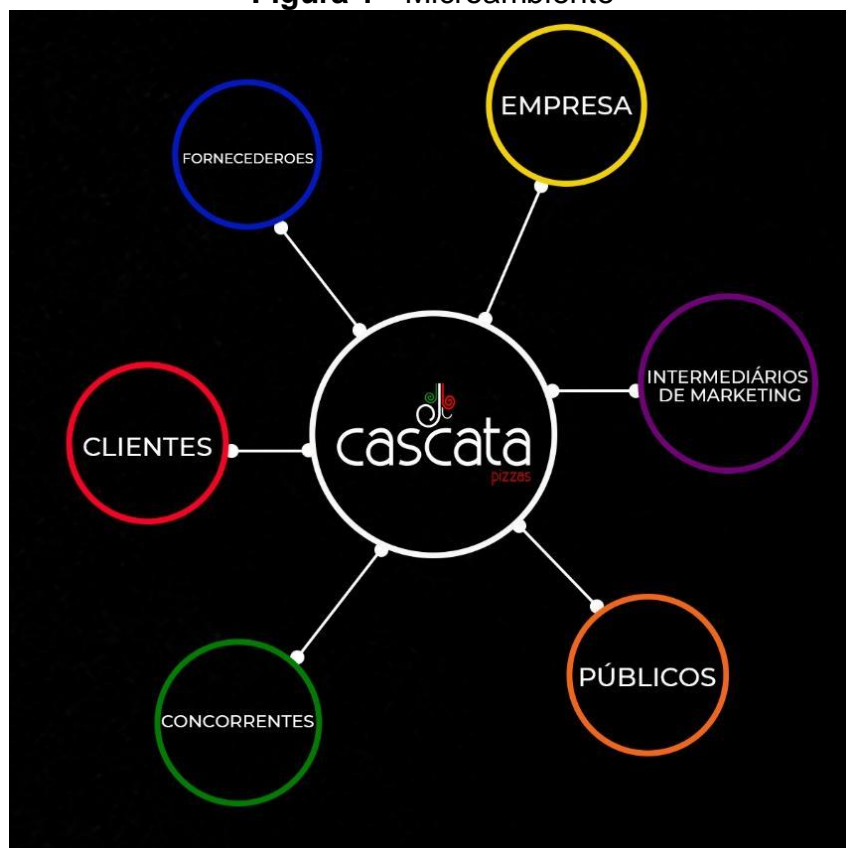 Figura 1 - Microambiente
EMPRESA
FORNECEDEROES
INTERMEDIÁRIOS
DE MARKETING
cascata
pizzas
CLIENTES
PÚBLICOS
CONCORRENTES